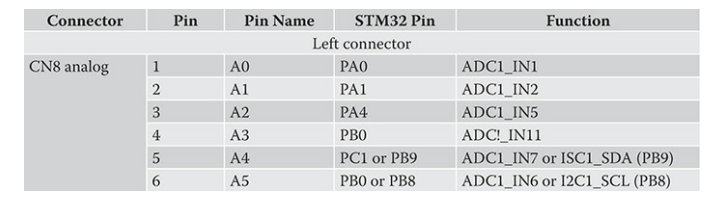 Connector Pin Pin Name STM32 Pin Function
Left connector
CN8 analog 1 A0 PA0 ADC1_IN1
2 A1 PA1 ADC1_IN2
3 A2 PA4 ADC1_IN5
4 A3 PB0 ADC!_IN11
5 A4 PC1 or PB9 ADC1_IN7 or ISC1_SDA (PB9)
6 A5 PB0 or PB8 ADC1_IN6 or I2C1_SCL (PB8)